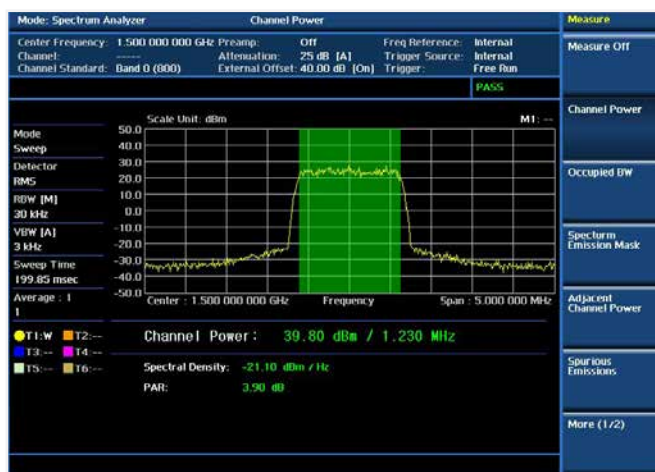 Mode: Spectrum Analyzer Channel Power Measure
Center Frequency: 1.500 000 000 GHz Preamp: Off Freq Reference: Internal
Channel: ----- Attenuation: 25 dB [A] Trigger Source: Internal
Channel Standard: Band 0 (800) External Offset: 40.00 dB [On] Trigger: Free Run
PASS
Measure Off
Channel Power
Occupied BW
Specturm
Emission Mask
Adjacent
Channel Power
Spurious
Emissions
More (1/2)
Mode
Sweep
Detector
RMS
RBW [M]
30 kHz
VBW [A]
3 kHz
Sweep Time
199.85 msec
Average : 1
1
T1:W T2:--
T3:-- T4:--
T5:-- T6:--
Scale Unit: dBm M1: --
50.0
40.0
30.0
20.0
10.0
0.0
-10.0
-20.0
-30.0
-40.0
-50.0
Center : 1.500 000 000 GHz Frequency Span : 5.000 000 MHz
Channel Power: 39.80 dBm / 1.230 MHz
Spectral Density: -21.10 dBm / Hz
PAR: 3.90 dB